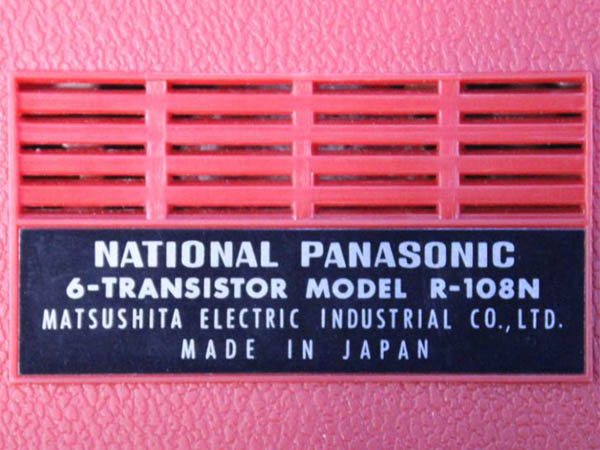 NATIONAL PANASONIC
6-TRANSISTOR MODEL R-108N
MATSUSHITA ELECTRIC INDUSTRIAL CO.,LTD.
MADE IN JAPAN